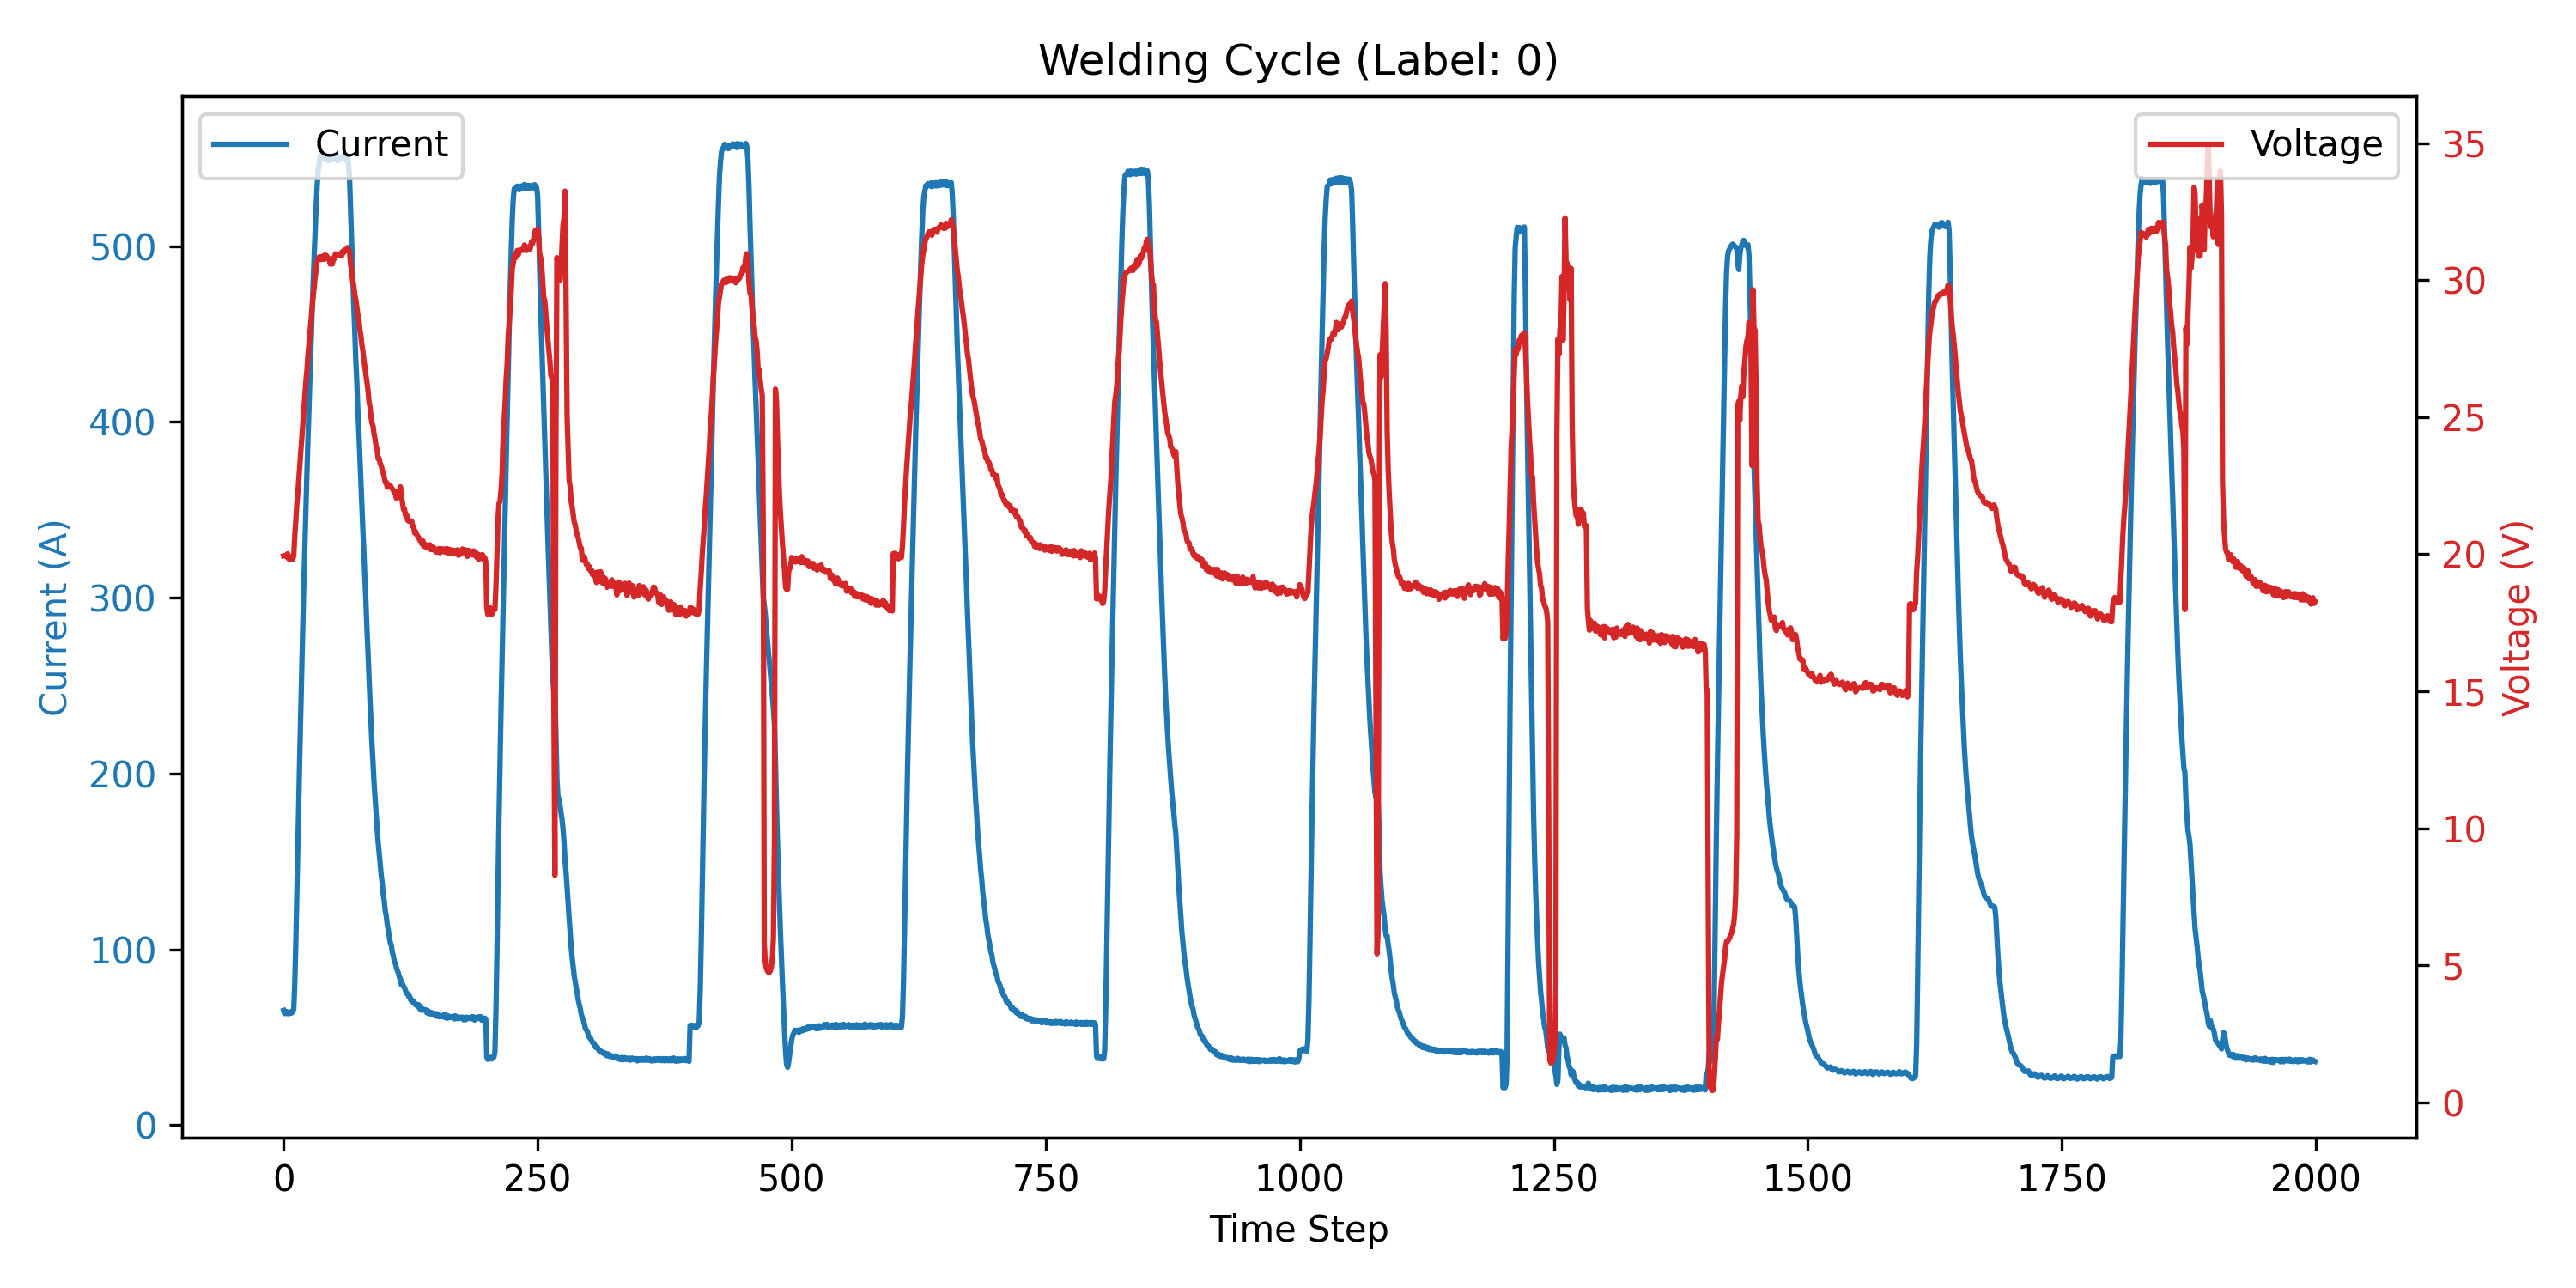 Welding Cycle (Label: 0)
Current
Voltage
Current (A)
500
400
300
200
100
0
Voltage (V)
35
30
25
20
15
10
5
0
0 250 500 750 1000 1250 1500 1750 2000
Time Step